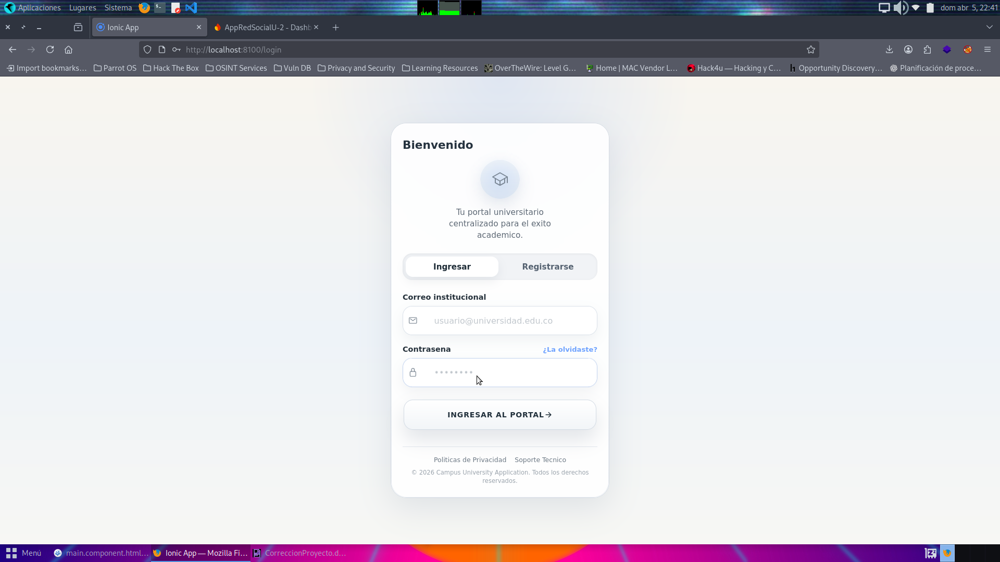 Aplicaciones Lugares Sistema dom abr 5, 22:41
Ionic App AppRedSocialU-2 - Dashb
http://localhost:8100/login
Import bookmarks... Parrot OS Hack The Box OSINT Services Vuln DB Privacy and Security Learning Resources OverTheWire: Level G... Home | MAC Vendor L... Hack4u — Hacking y C... Opportunity Discovery... Planificación de proce...
Bienvenido
Tu portal universitario
centralizado para el exito
academico.
Ingresar Registrarse
Correo institucional
usuario@universidad.edu.co
Contrasena ¿La olvidaste?
INGRESAR AL PORTAL→
Politicas de Privacidad Soporte Tecnico
© 2026 Campus University Application. Todos los derechos
reservados.
Menú main.component.html... Ionic App — Mozilla Fi... CorreccionProyecto.d...